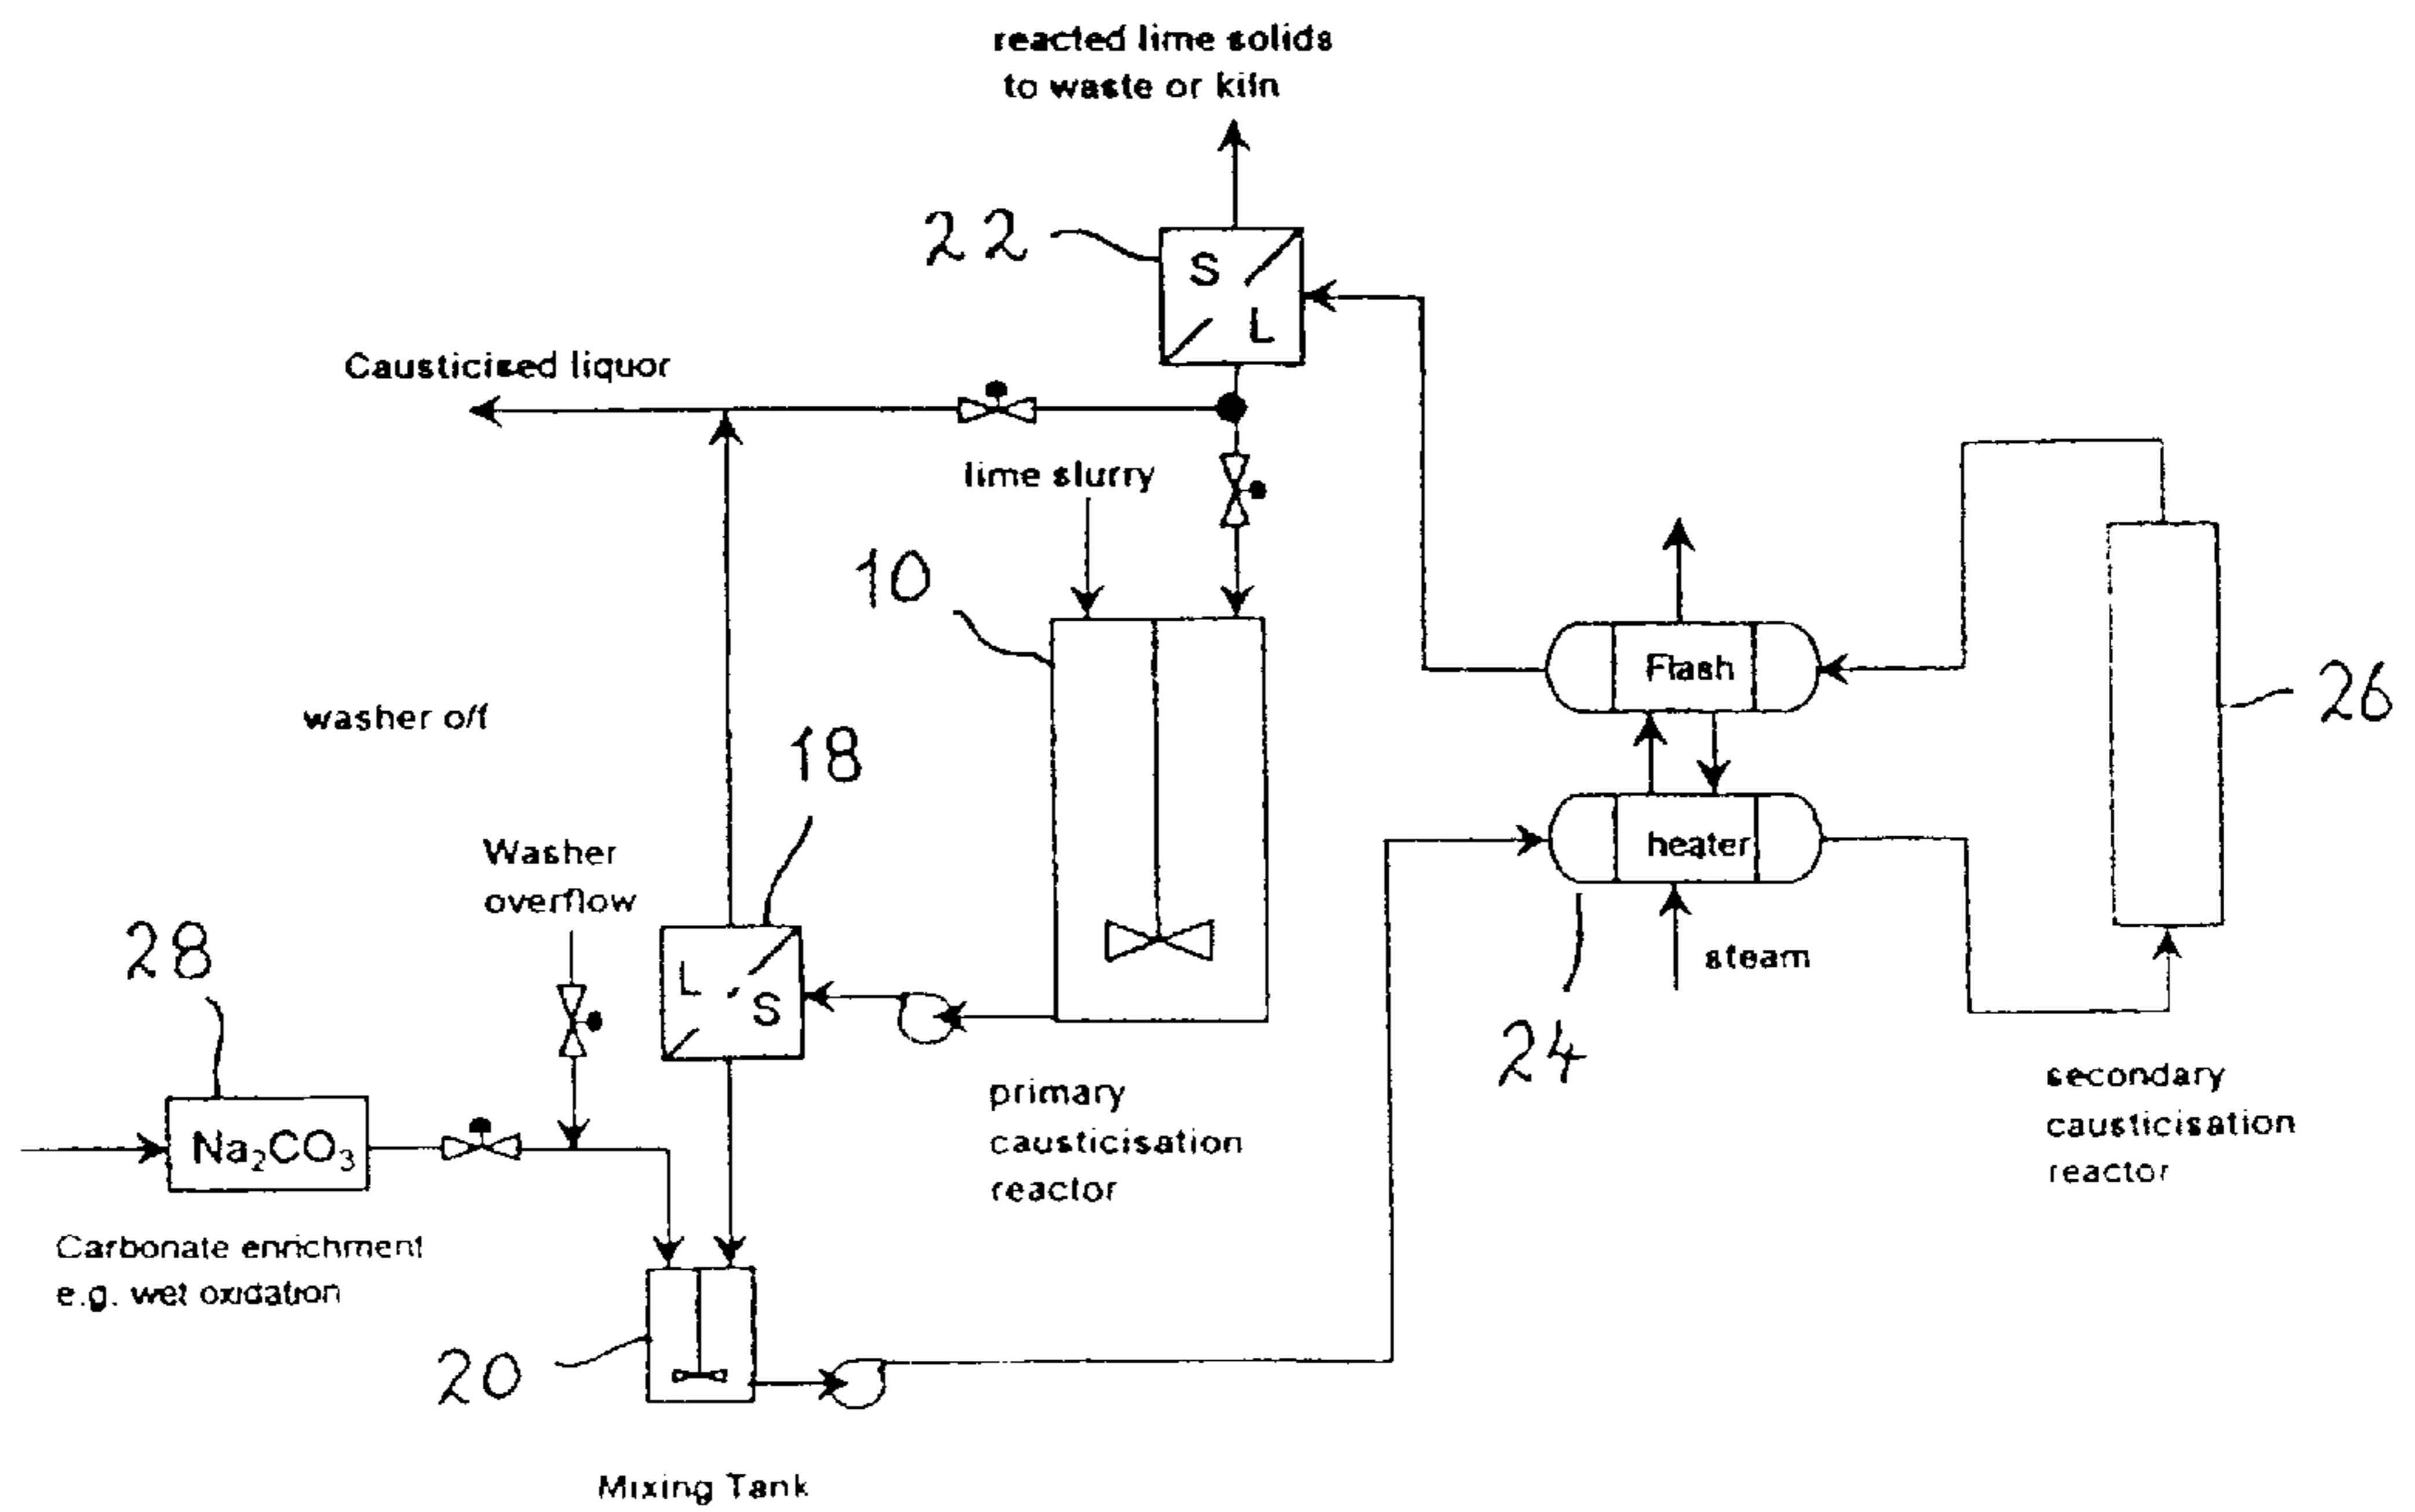 reacted lime solids
to waste or kiln
22
S
L
Causticised liquor
lime slurry
10
Flash
26
washer off
18
heater
Washer
overflow
28
L
S
steam
24
Na₂CO₃
primary
causticisation
reactor
secondary
causticisation
reactor
Carbonate enrichment
e.g. wet oxidation
20
Mixing Tank